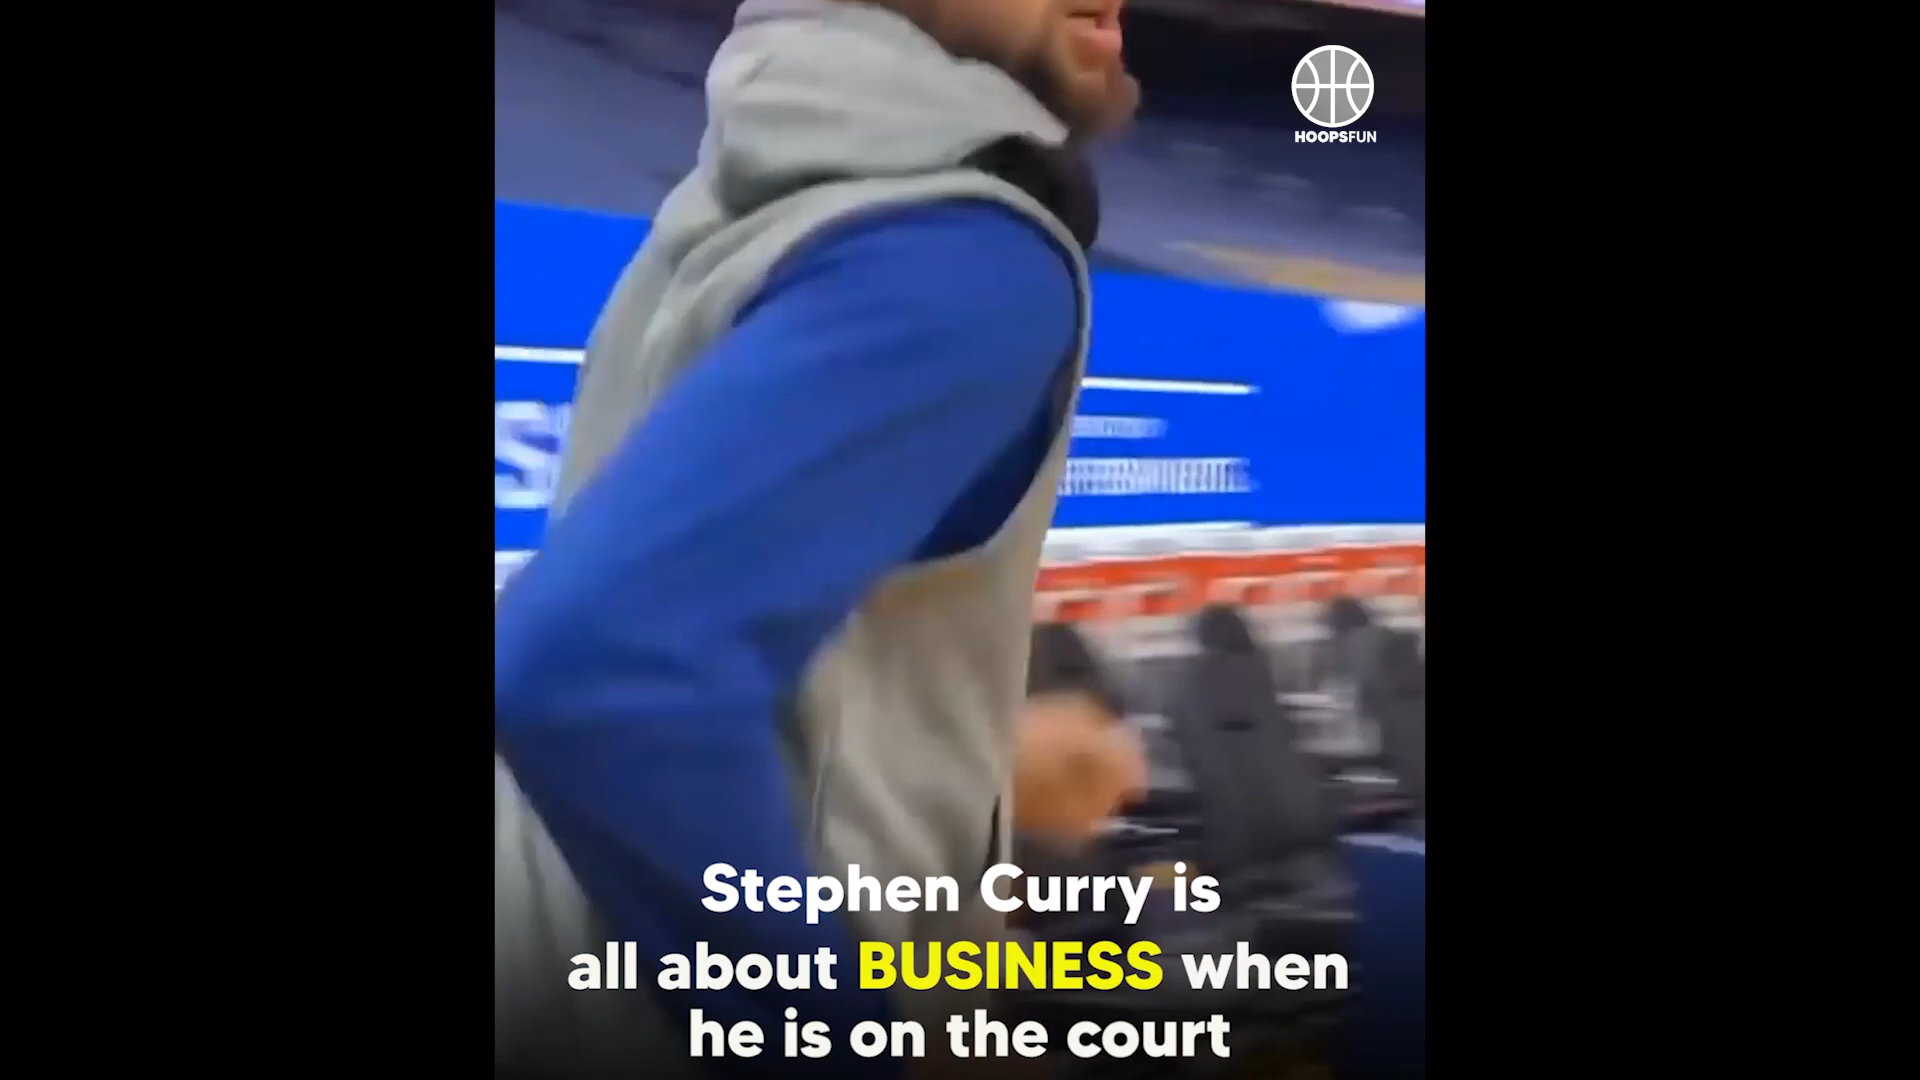 HOOPSFUN
Stephen Curry is
all about BUSINESS when
he is on the court